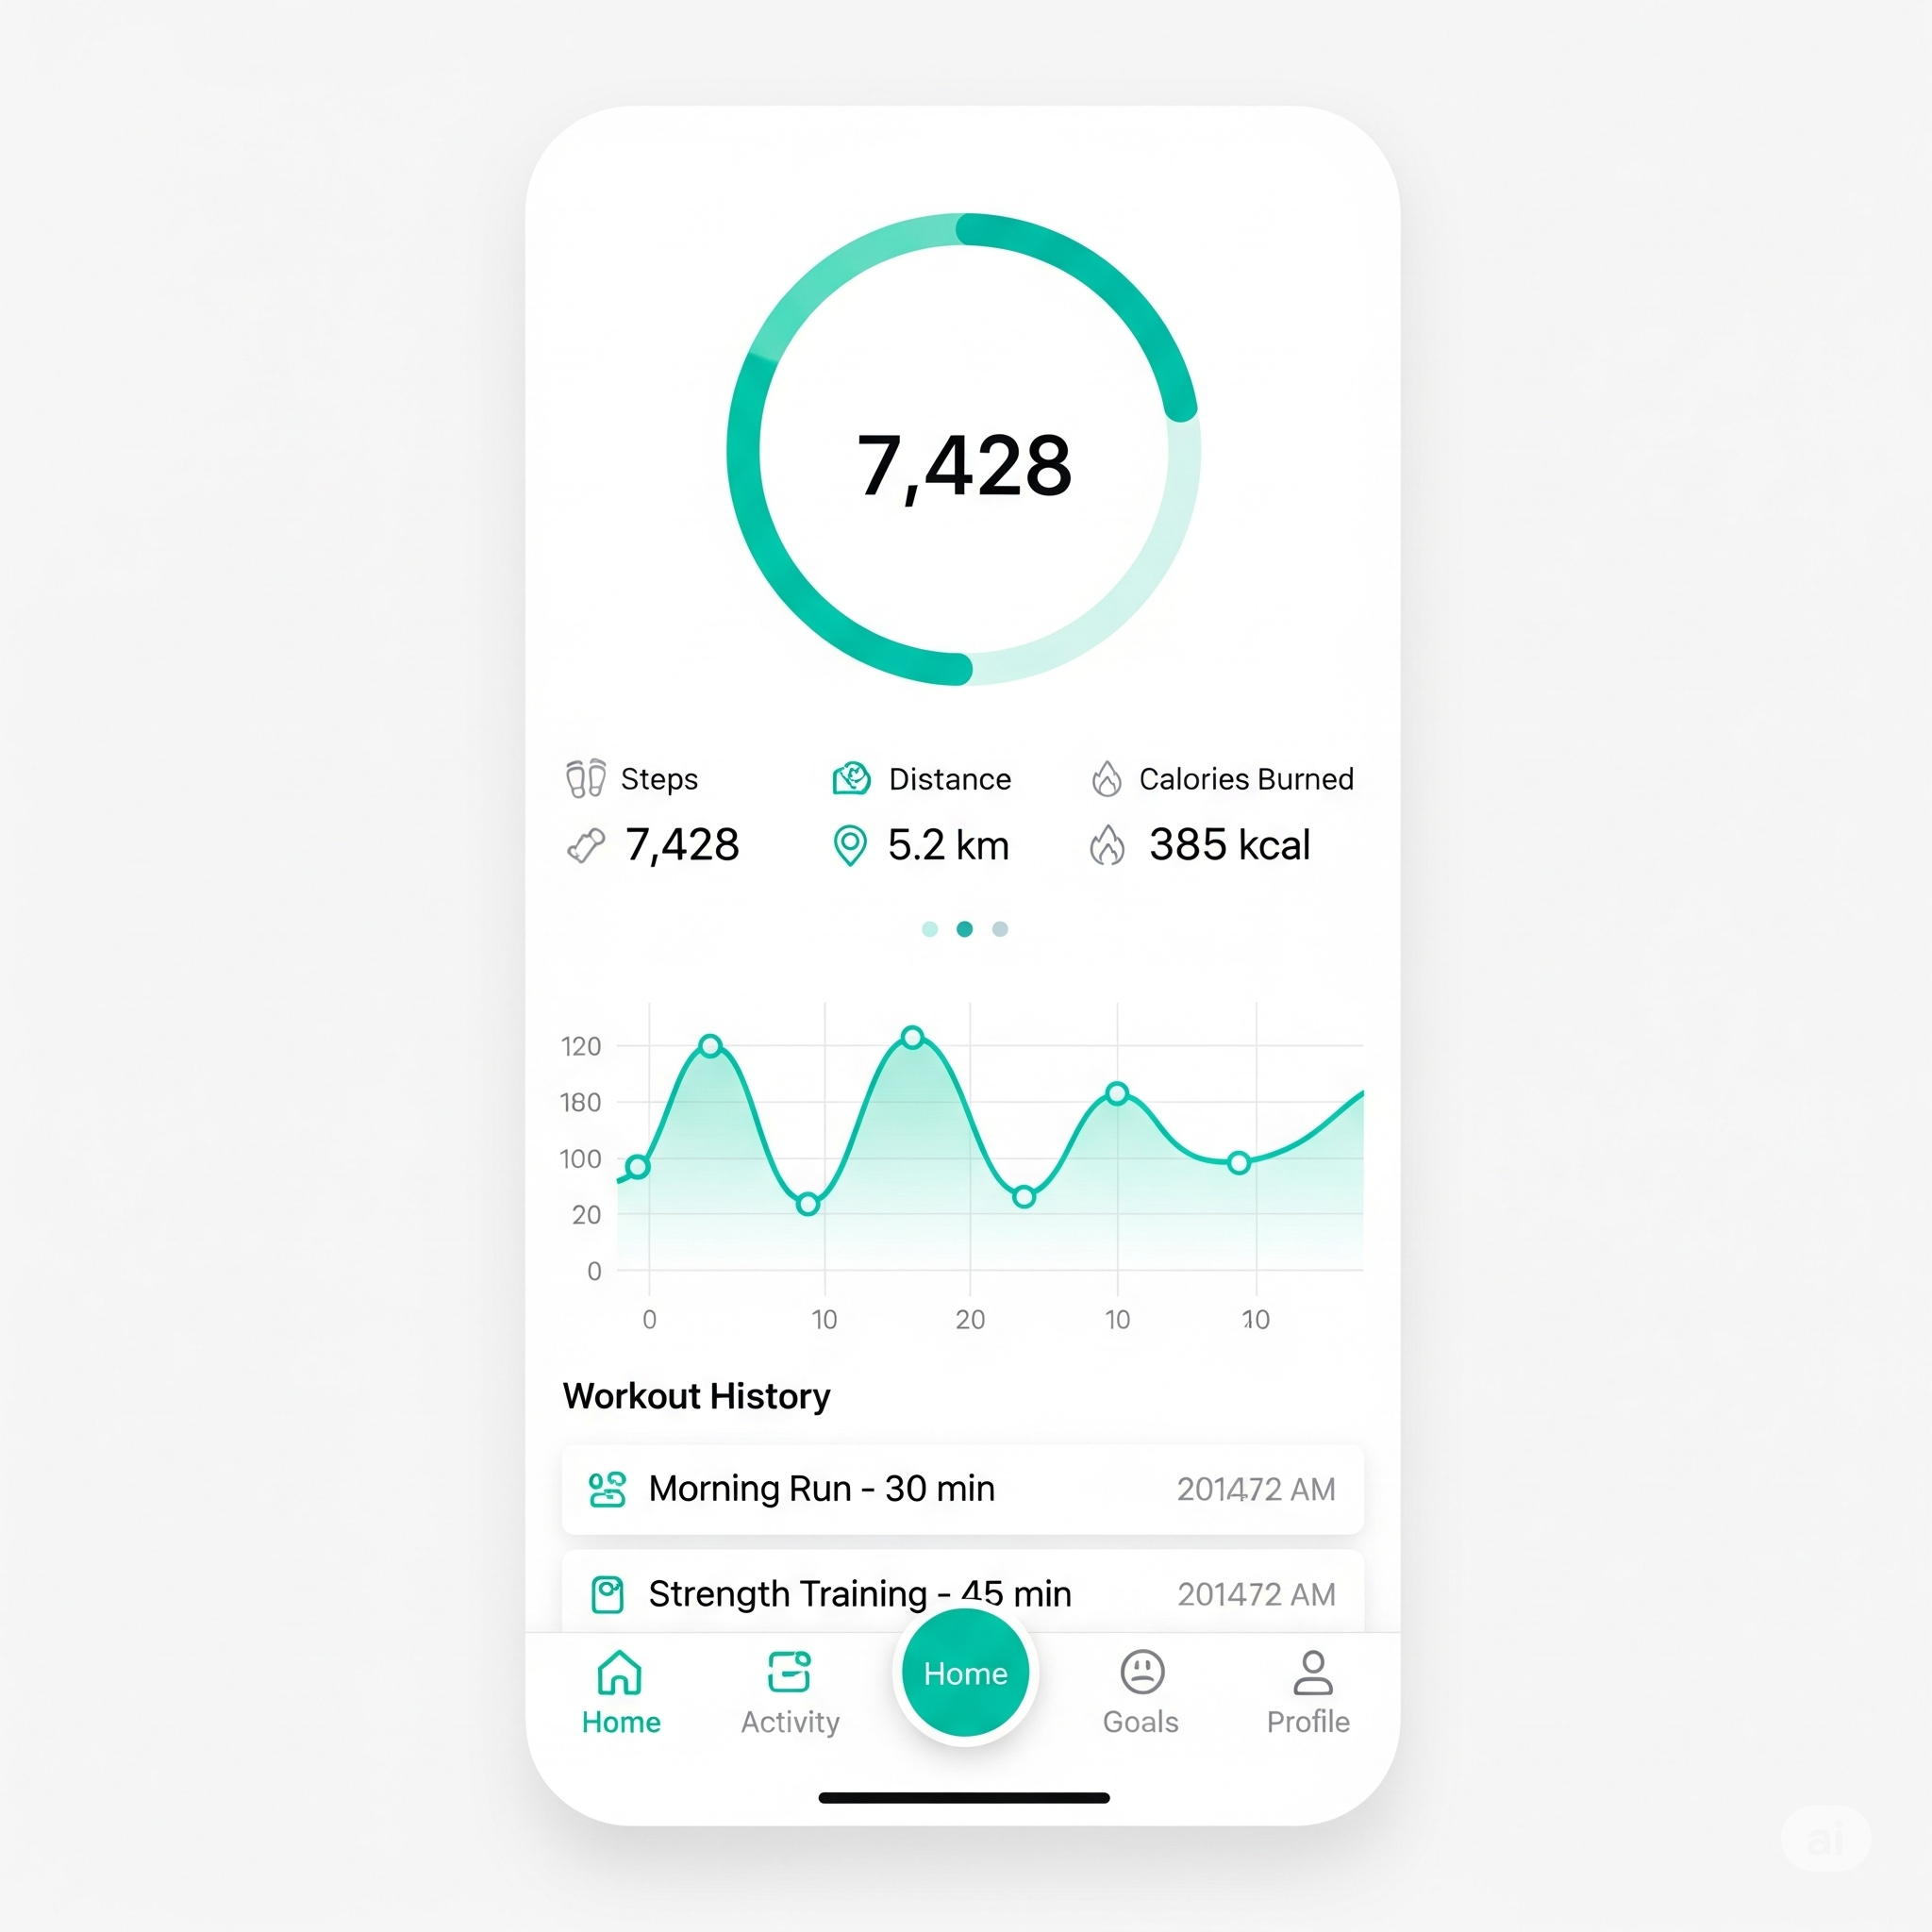 7,428
Steps Distance Calories Burned
7,428 5.2 km 385 kcal
120
180
100
20
0
0 10 20 10 10
Workout History
Morning Run - 30 min 201472 AM
Strength Training - 45 min 201472 AM
Home
Home Activity Goals Profile
ai